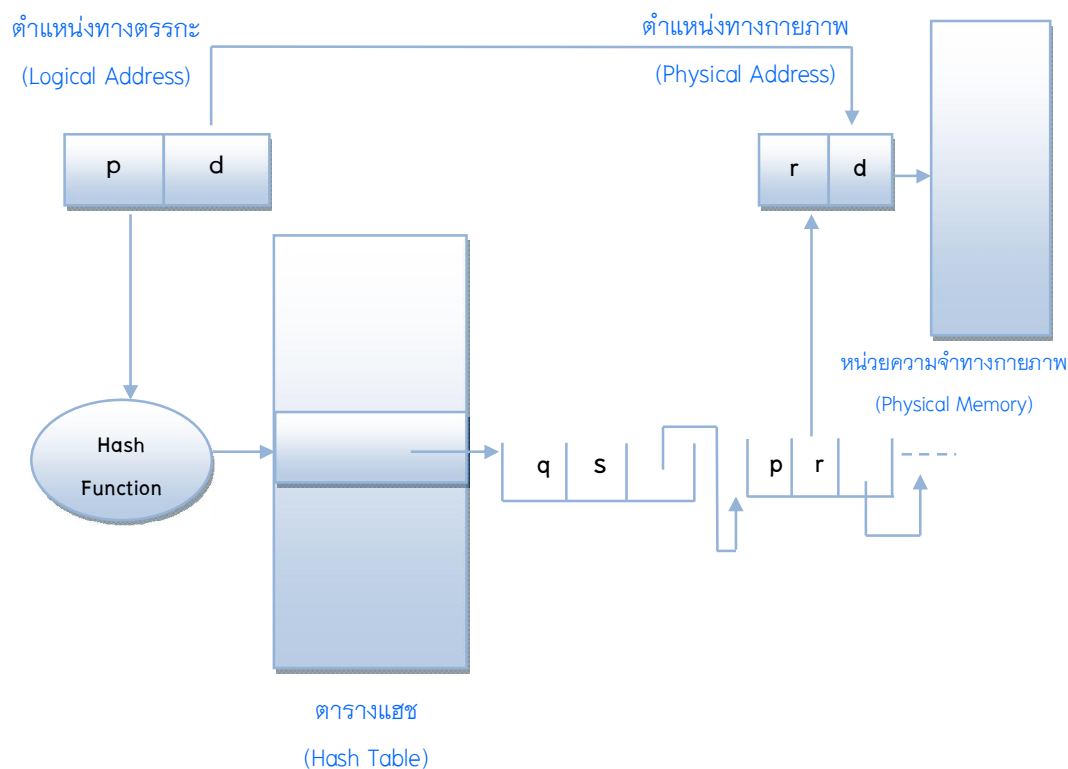 ตำแหน่งทางตรรกะ
(Logical Address)
ตำแหน่งทางกายภาพ
(Physical Address)
p d
r d
หน่วยความจำทางกายภาพ
(Physical Memory)
Hash
Function
q s
p r
ตารางแฮช
(Hash Table)